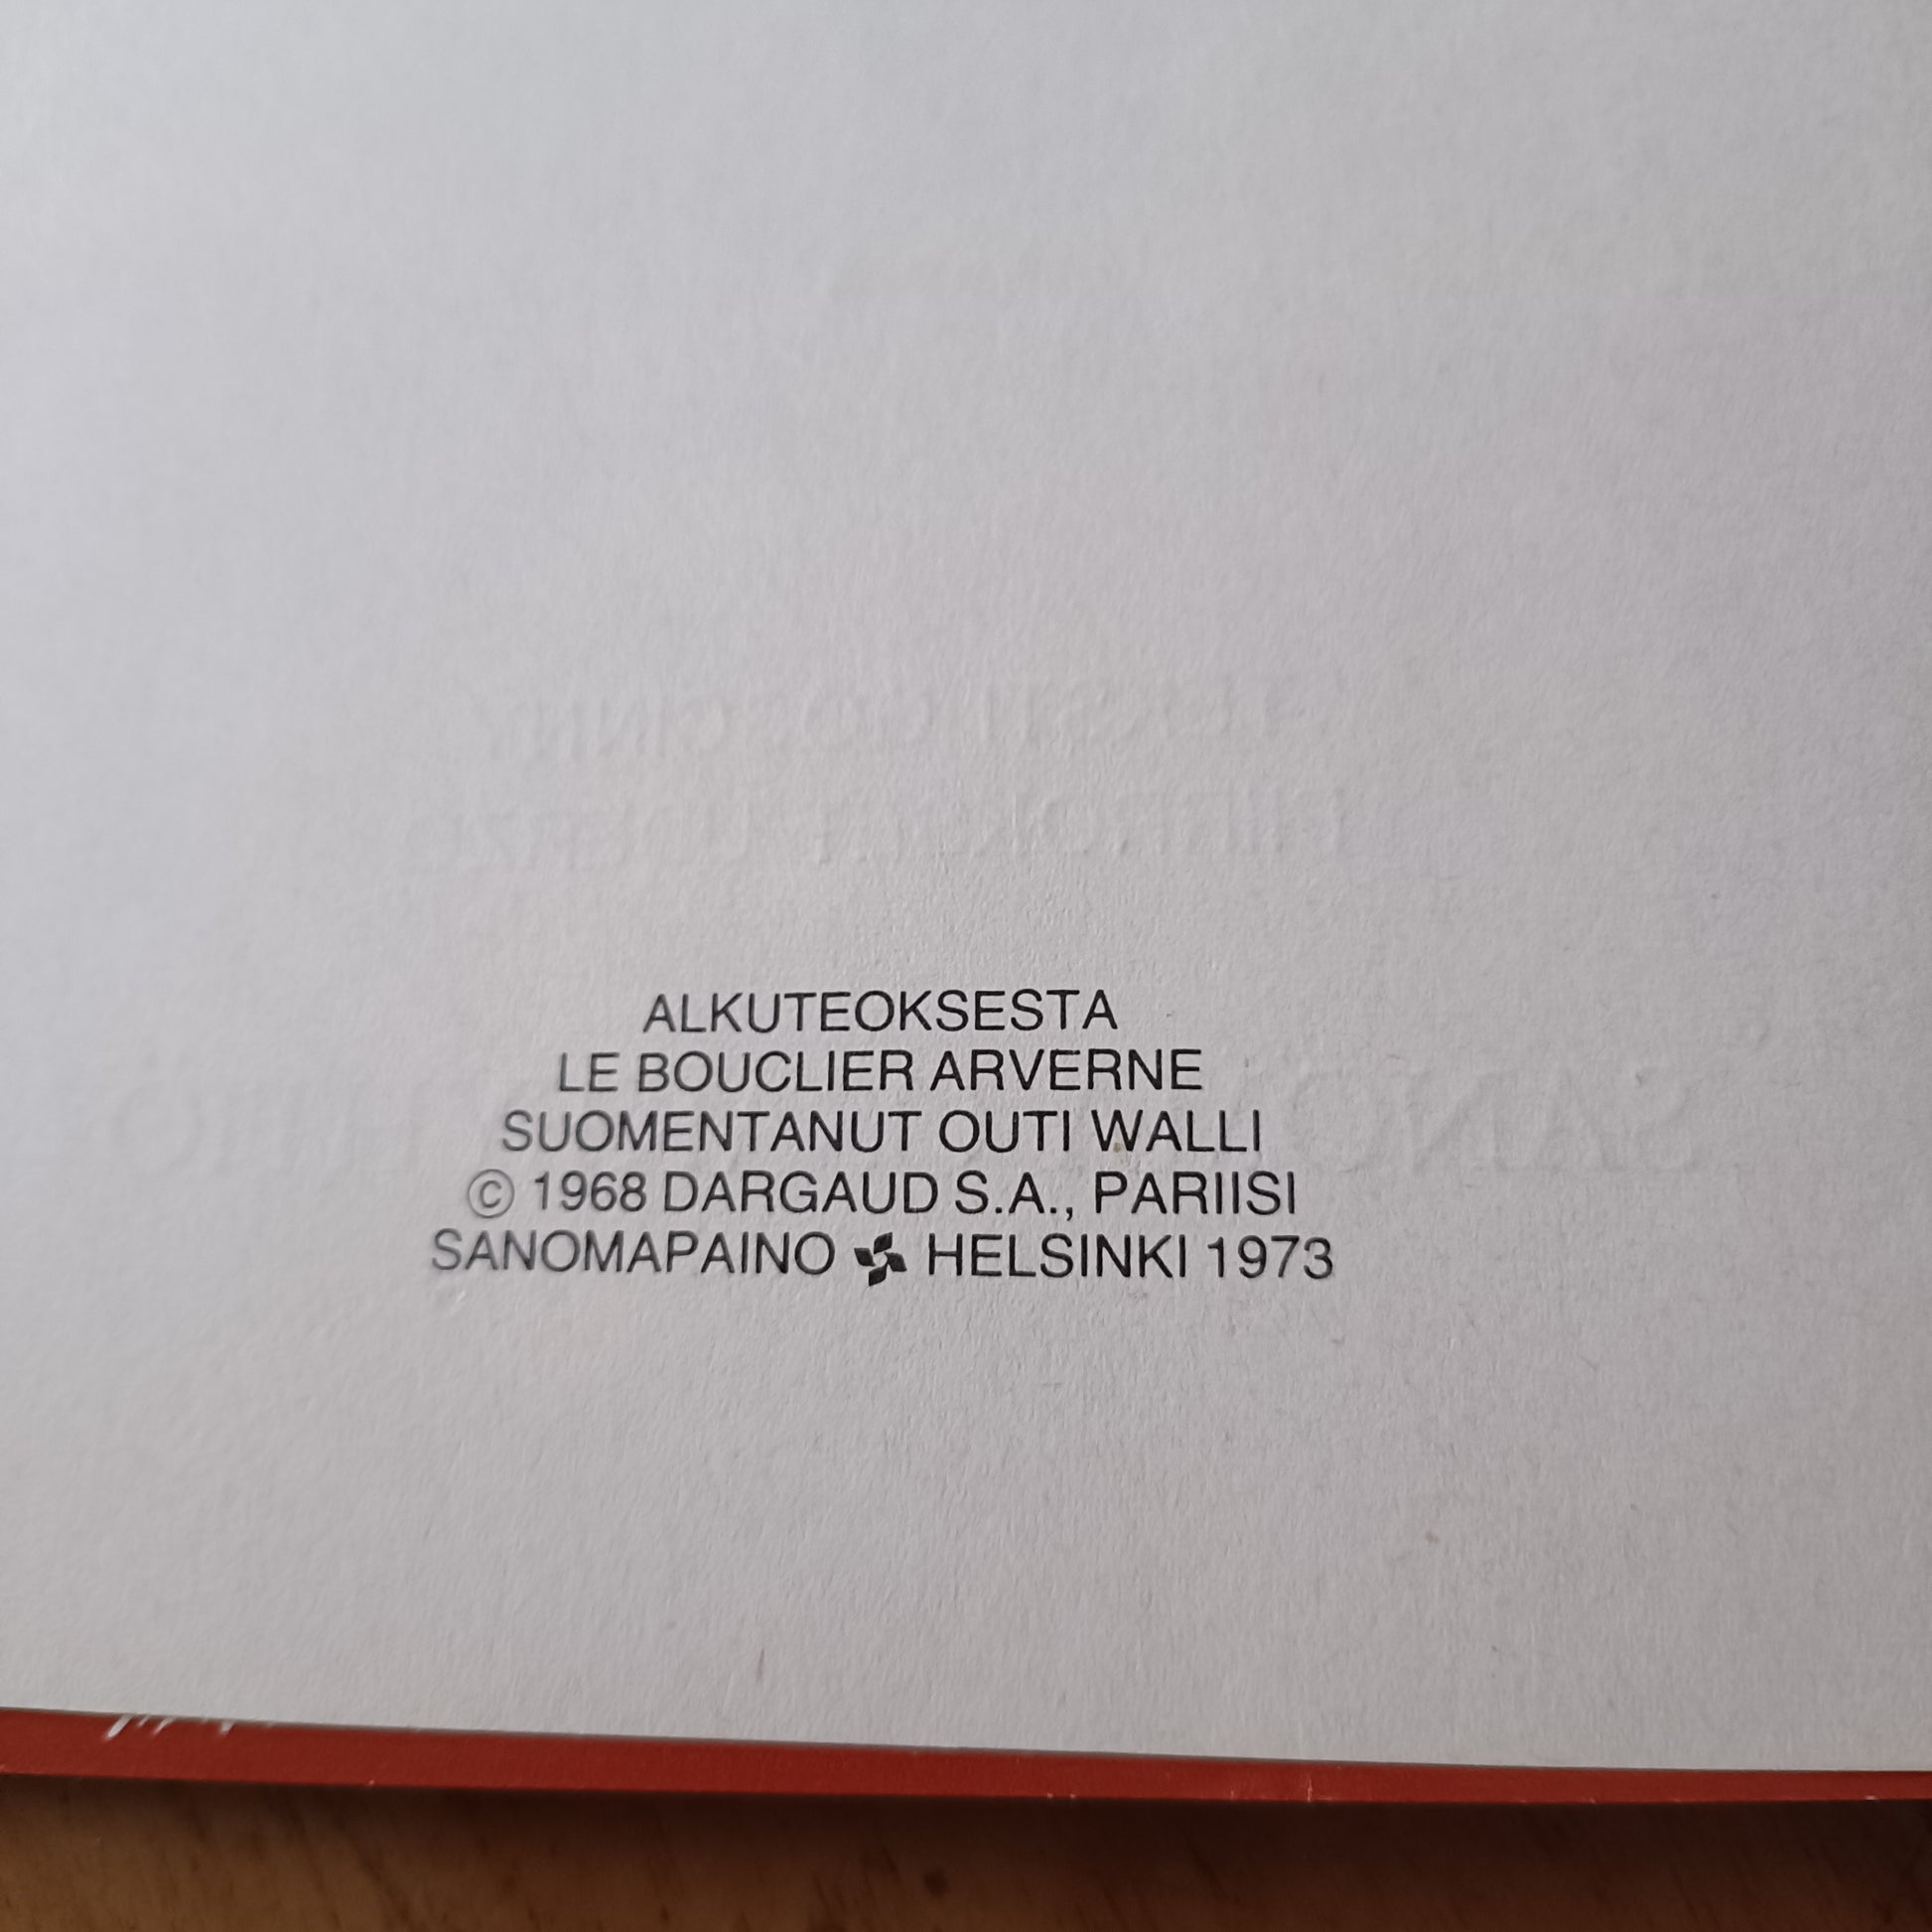 ALKUTEOKSESTA
LE BOUCLIER ARVERNE
SUOMENTANUT OUTI WALLI
© 1968 DARGAUD S.A., PARIISI
SANOMAPAINO HELSINKI 1973